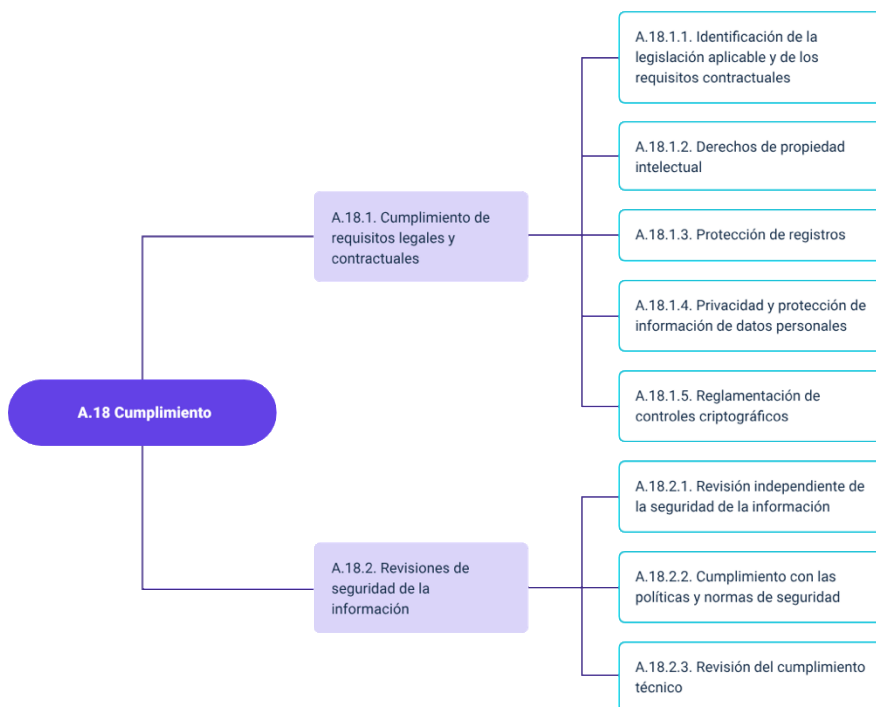 A.18 Cumplimiento
A.18.1. Cumplimiento de
requisitos legales y
contractuales
A.18.1.1. Identificación de la
legislación aplicable y de los
requisitos contractuales
A.18.1.2. Derechos de propiedad
intelectual
A.18.1.3. Protección de registros
A.18.1.4. Privacidad y protección de
información de datos personales
A.18.1.5. Reglamentación de
controles criptográficos
A.18.2. Revisiones de
seguridad de la
información
A.18.2.1. Revisión independiente de
la seguridad de la información
A.18.2.2. Cumplimiento con las
políticas y normas de seguridad
A.18.2.3. Revisión del cumplimiento
técnico